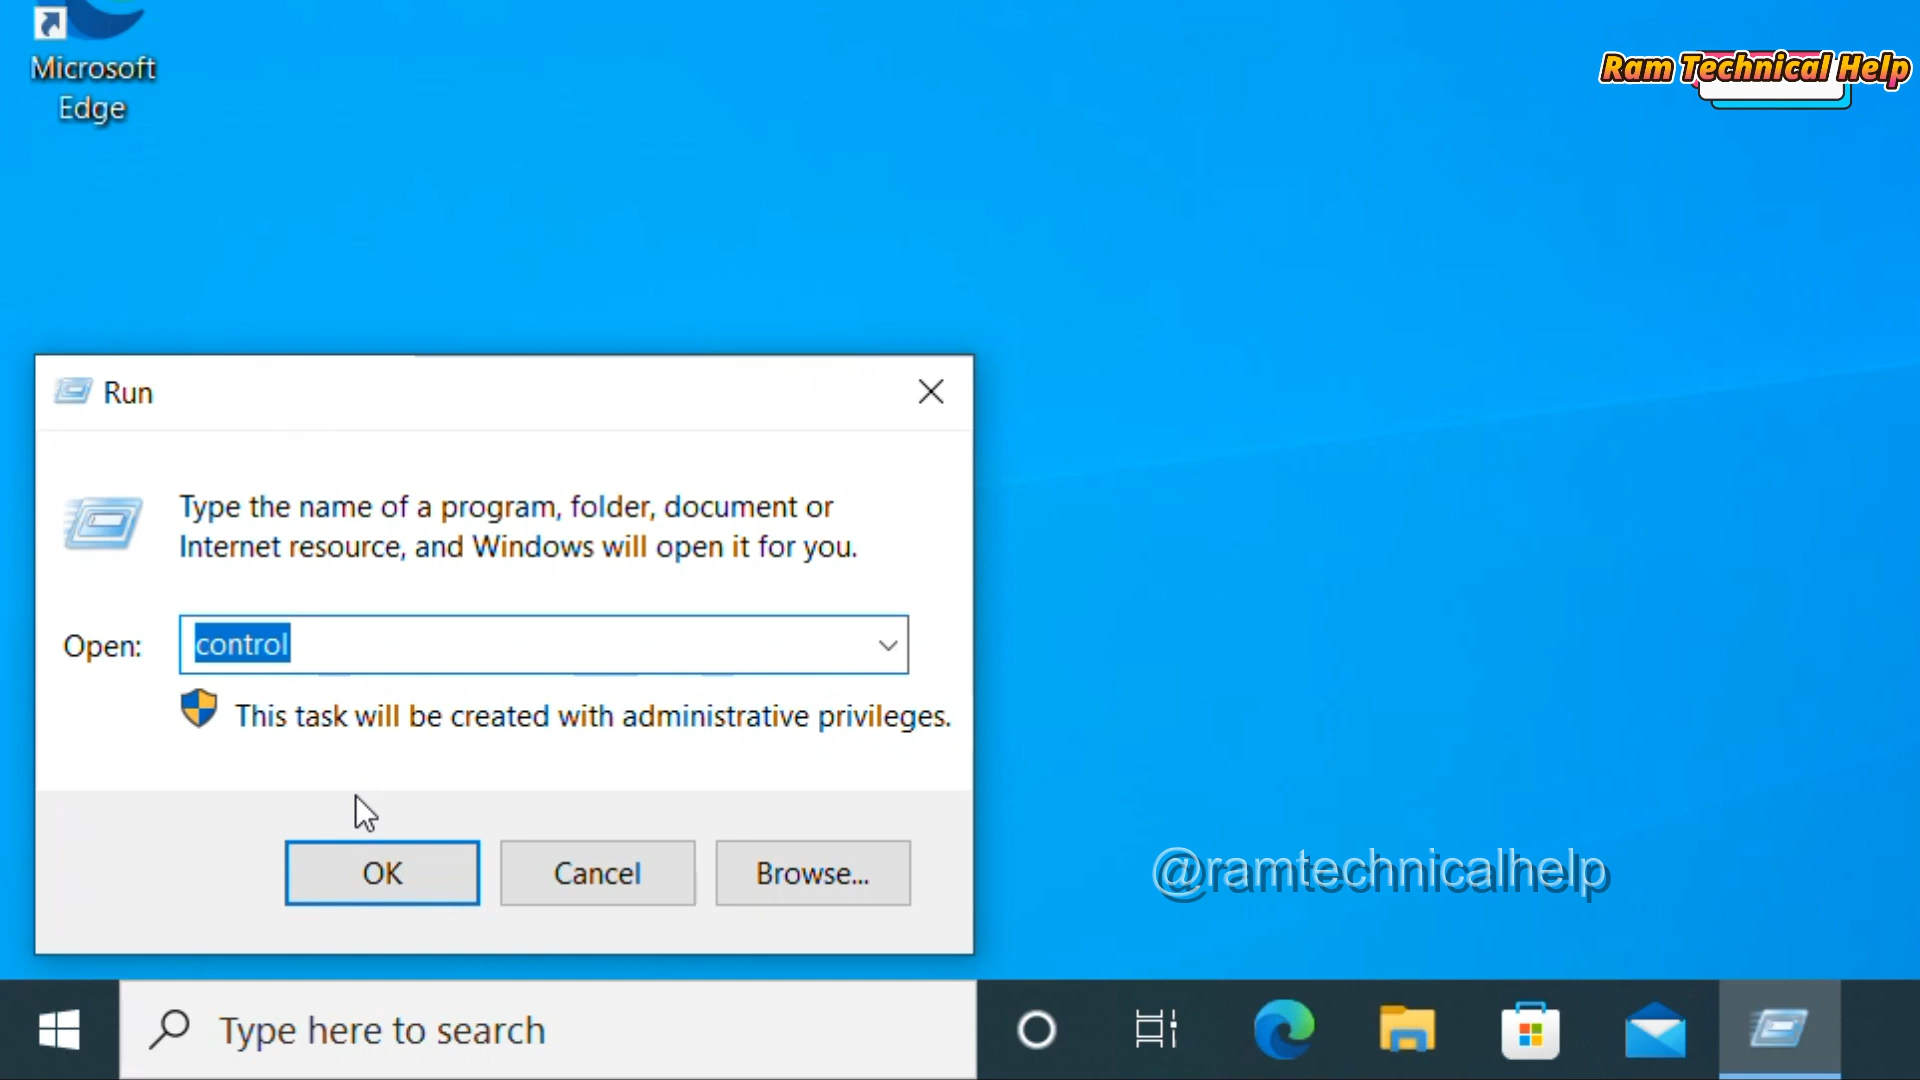 Microsoft
Edge
Ram Technical Help
Run
Type the name of a program, folder, document or
Internet resource, and Windows will open it for you.
Open:
control
This task will be created with administrative privileges.
OK
Cancel
Browse...
@ramtechnicalhelp
Type here to search